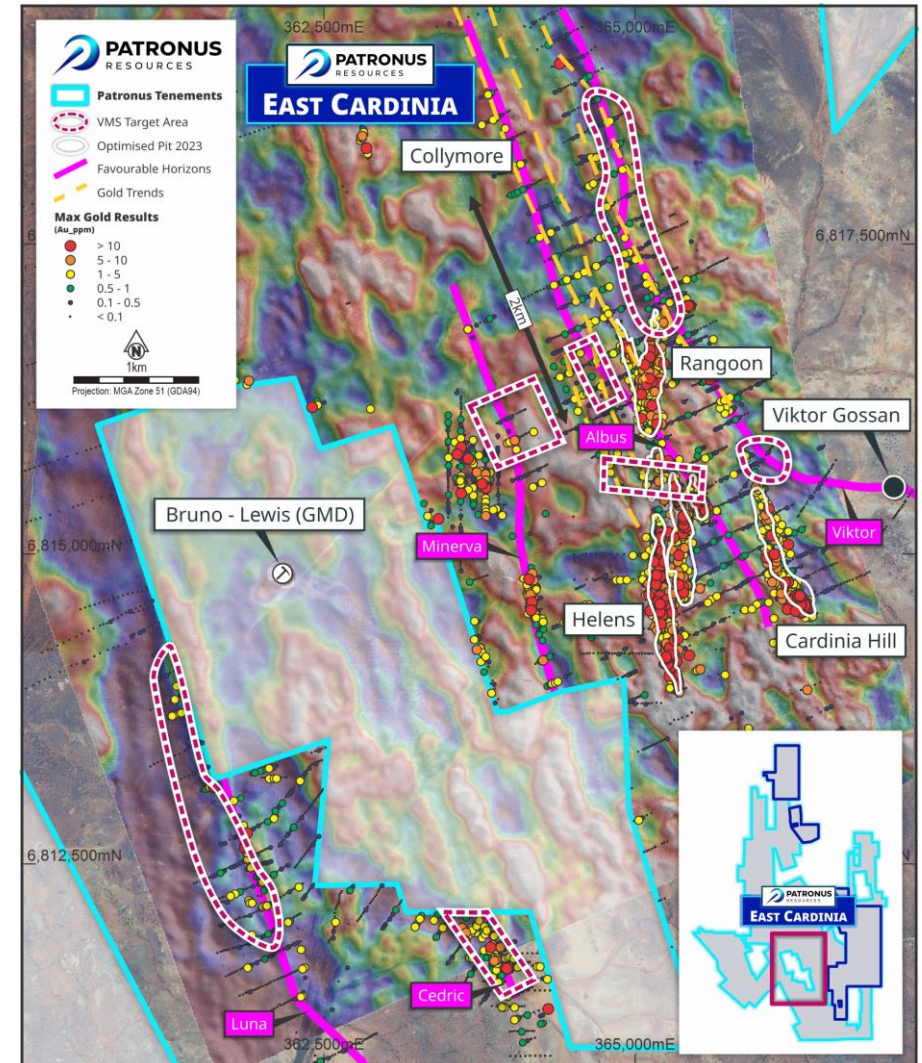 PATRONUS
RESOURCES
Patronus Tenements
VMS Target Area
Optimised Pit 2023
Favourable Horizons
Gold Trends
Max Gold Results
(Au_ppm)
> 10
5 - 10
1 - 5
0.5 - 1
0.1 - 0.5
< 0.1
N
1km
Projection: MGA Zone 51 (GDA94)
362,500mE
365,000mE
PATRONUS
RESOURCES
EAST CARDINIA
Collymore
6,817,500mN
2km
Rangoon
Viktor Gossan
Albus
Bruno - Lewis (GMD)
Viktor
6,815,000mN
Minerva
Helens
Cardinia Hill
6,812,500mN
PATRONUS
RESOURCES
EAST CARDINIA
Cedric
Luna
362,500mE
365,000mE